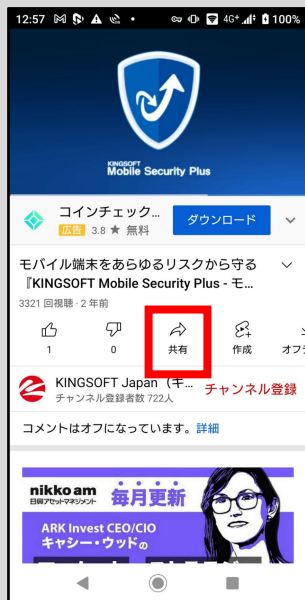 12:57
4G+
100%
KINGSOFT
Mobile Security Plus
コインチェック...
広告 3.8 ★ 無料
ダウンロード
モバイル端末をあらゆるリスクから守る
『KINGSOFT Mobile Security Plus - モ...
3321 回視聴・2 年前
1
0
共有
作成
オフ
KINGSOFT Japan（キ...
チャンネル登録者数 722人
チャンネル登録
コメントはオフになっています。詳細
nikko am
日興アセットマネジメント
毎月更新
ARK Invest CEO/CIO
キャシー・ウッドの